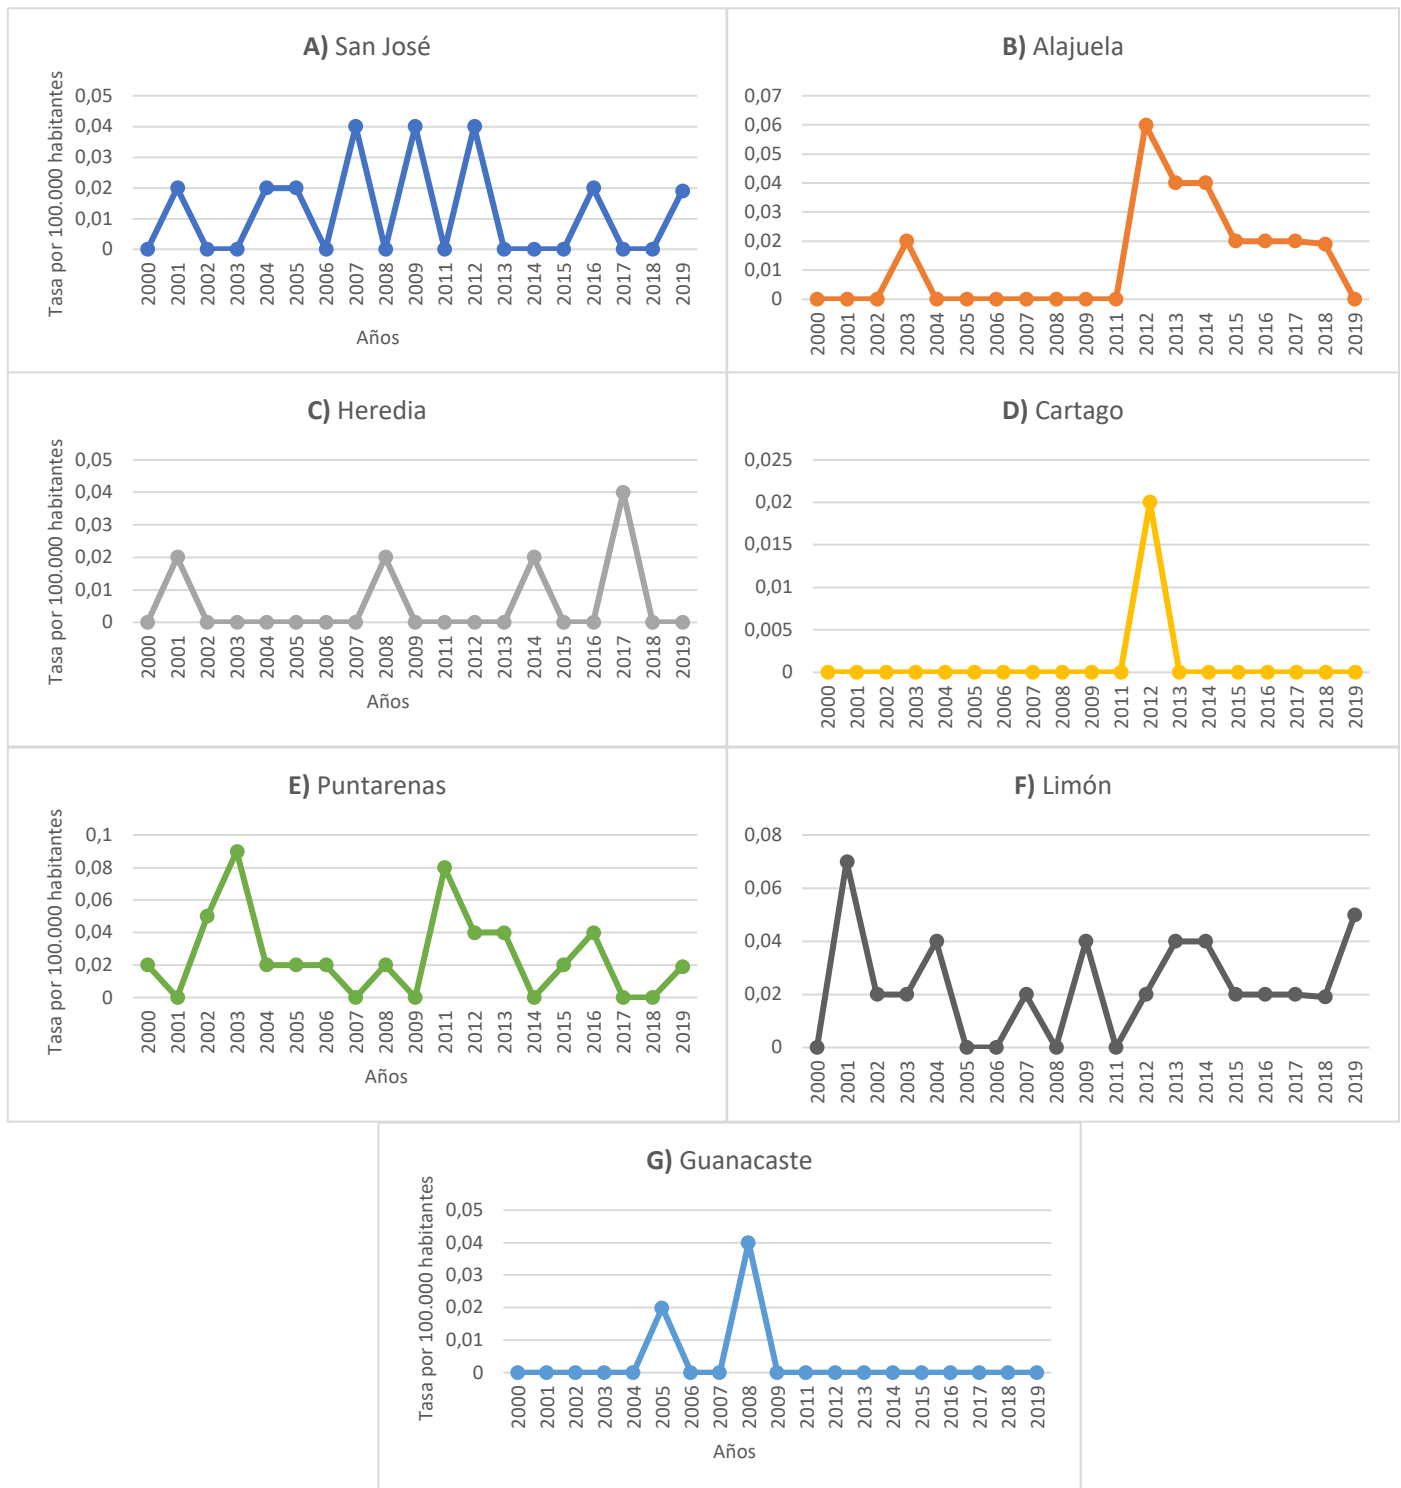 A) San José
Tasa por 100.000 habitantes
0,05
0,04
0,03
0,02
0,01
0
2000 2001 2002 2003 2004 2005 2006 2007 2008 2009 2011 2012 2013 2014 2015 2016 2017 2018 2019
Años
B) Alajuela
0,07
0,06
0,05
0,04
0,03
0,02
0,01
0
2000 2001 2002 2003 2004 2005 2006 2007 2008 2009 2011 2012 2013 2014 2015 2016 2017 2018 2019
C) Heredia
Tasa por 100.000 habitantes
0,05
0,04
0,03
0,02
0,01
0
2000 2001 2002 2003 2004 2005 2006 2007 2008 2009 2011 2012 2013 2014 2015 2016 2017 2018 2019
Años
D) Cartago
0,025
0,02
0,015
0,01
0,005
0
2000 2001 2002 2003 2004 2005 2006 2007 2008 2009 2011 2012 2013 2014 2015 2016 2017 2018 2019
E) Puntarenas
Tasa por 100.000 habitantes
0,1
0,08
0,06
0,04
0,02
0
2000 2001 2002 2003 2004 2005 2006 2007 2008 2009 2011 2012 2013 2014 2015 2016 2017 2018 2019
Años
F) Limón
0,08
0,06
0,04
0,02
0
2000 2001 2002 2003 2004 2005 2006 2007 2008 2009 2011 2012 2013 2014 2015 2016 2017 2018 2019
G) Guanacaste
Tasa por 100.000 habitantes
0,05
0,04
0,03
0,02
0,01
0
2000 2001 2002 2003 2004 2005 2006 2007 2008 2009 2011 2012 2013 2014 2015 2016 2017 2018 2019
Años